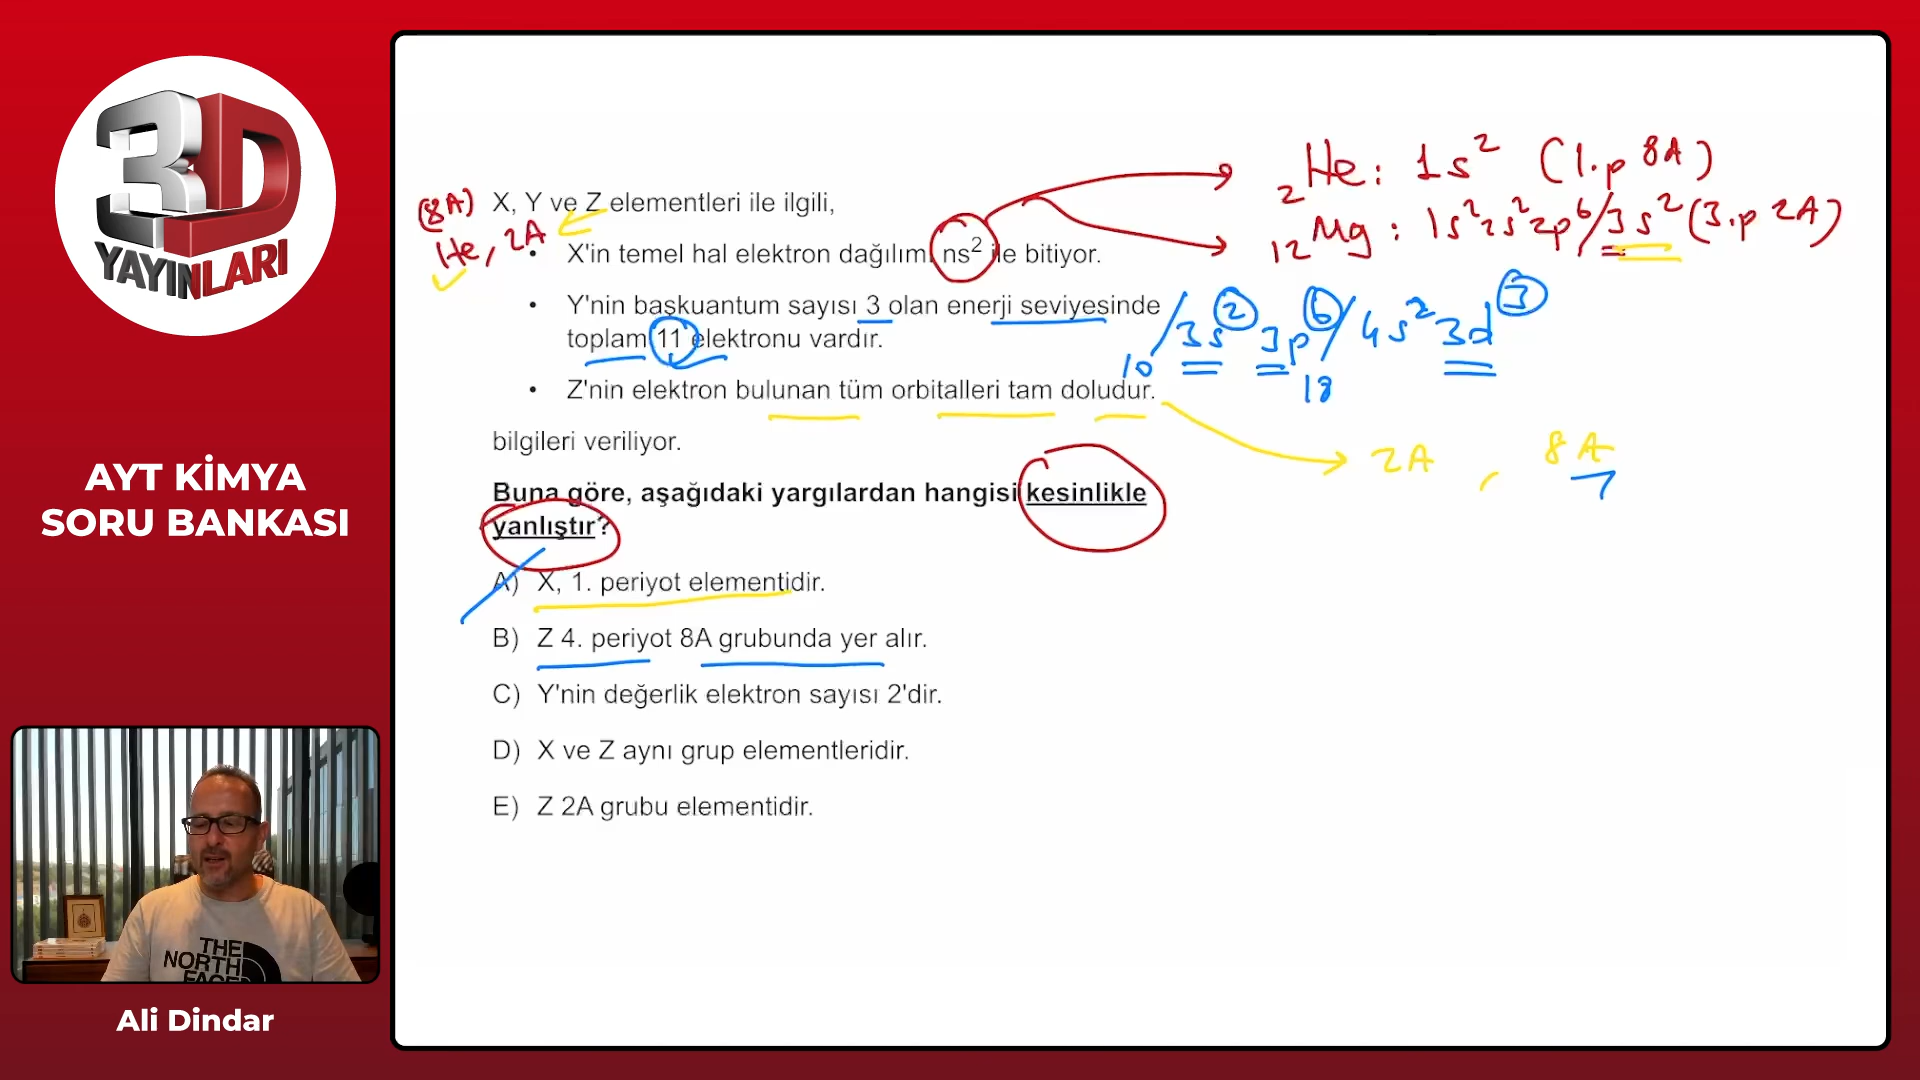 3D
YAYINLARI
AYT KİMYA
SORU BANKASI
THE
NORTH
FACE
Ali Dindar
(8A)
He, 2A
X, Y ve Z elementleri ile ilgili,
• X'in temel hal elektron dağılımı ns² ile bitiyor.
• Y'nin başkuantum sayısı 3 olan enerji seviyesinde
toplam 11 elektronu vardır.
• Z'nin elektron bulunan tüm orbitalleri tam doludur.
bilgileri veriliyor.
Buna göre, aşağıdaki yargılardan hangisi kesinlikle
yanlıştır?
A) X, 1. periyot elementidir.
B) Z 4. periyot 8A grubunda yer alır.
C) Y'nin değerlik elektron sayısı 2'dir.
D) X ve Z aynı grup elementleridir.
E) Z 2A grubu elementidir.
₂He: 1s² (1.p 8A)
₁₂Mg: 1s²2s²2p⁶/3s² (3.p 2A)
/3s² 3p⁶/4s² 3d³
10 18
2A , 8A